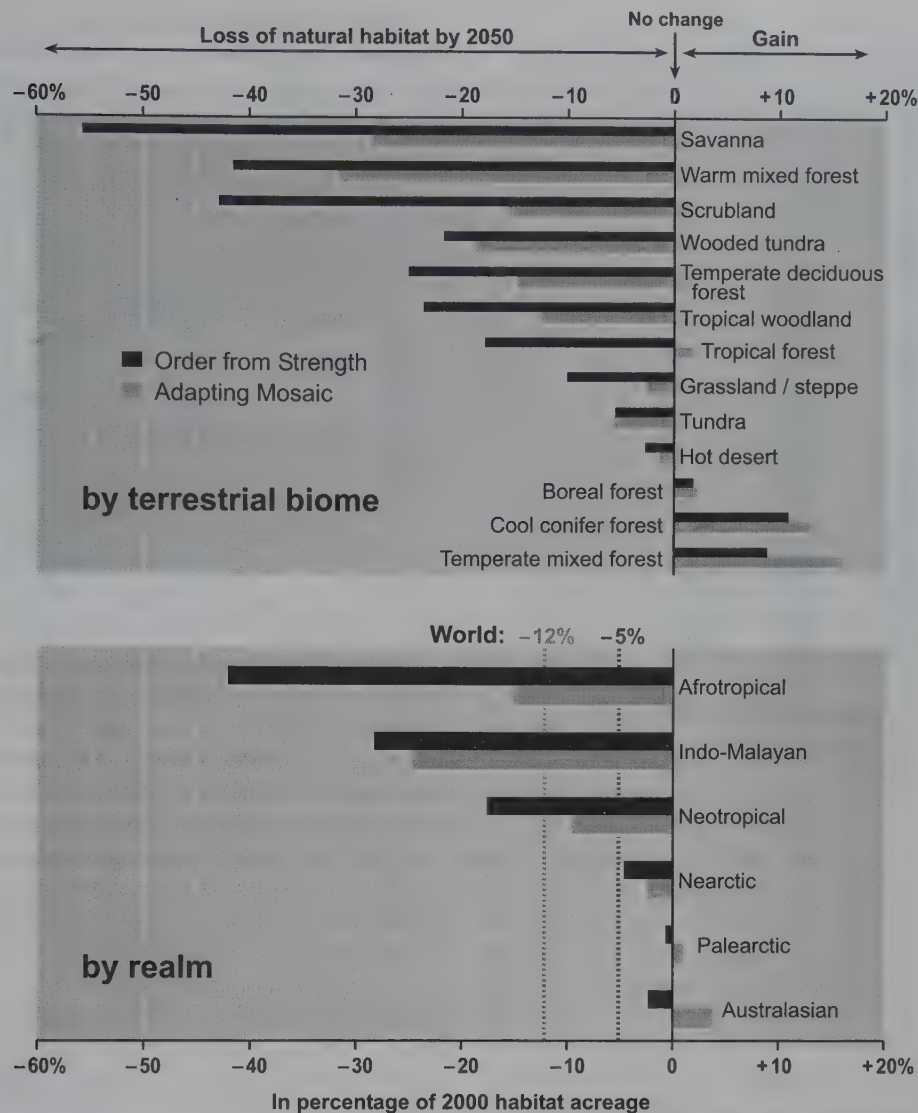 No change
Loss of natural habitat by 2050
Gain
−60% −50 −40 −30 −20 −10 0 +10 +20%
Savanna
Warm mixed forest
Scrubland
Wooded tundra
Temperate deciduous
forest
Tropical woodland
Order from Strength
Tropical forest
Adapting Mosaic
Grassland / steppe
Tundra
Hot desert
by terrestrial biome
Boreal forest
Cool conifer forest
Temperate mixed forest
World: −12% −5%
Afrotropical
Indo-Malayan
Neotropical
Nearctic
by realm
Palearctic
Australasian
−60% −50 −40 −30 −20 −10 0 +10 +20%
In percentage of 2000 habitat acreage